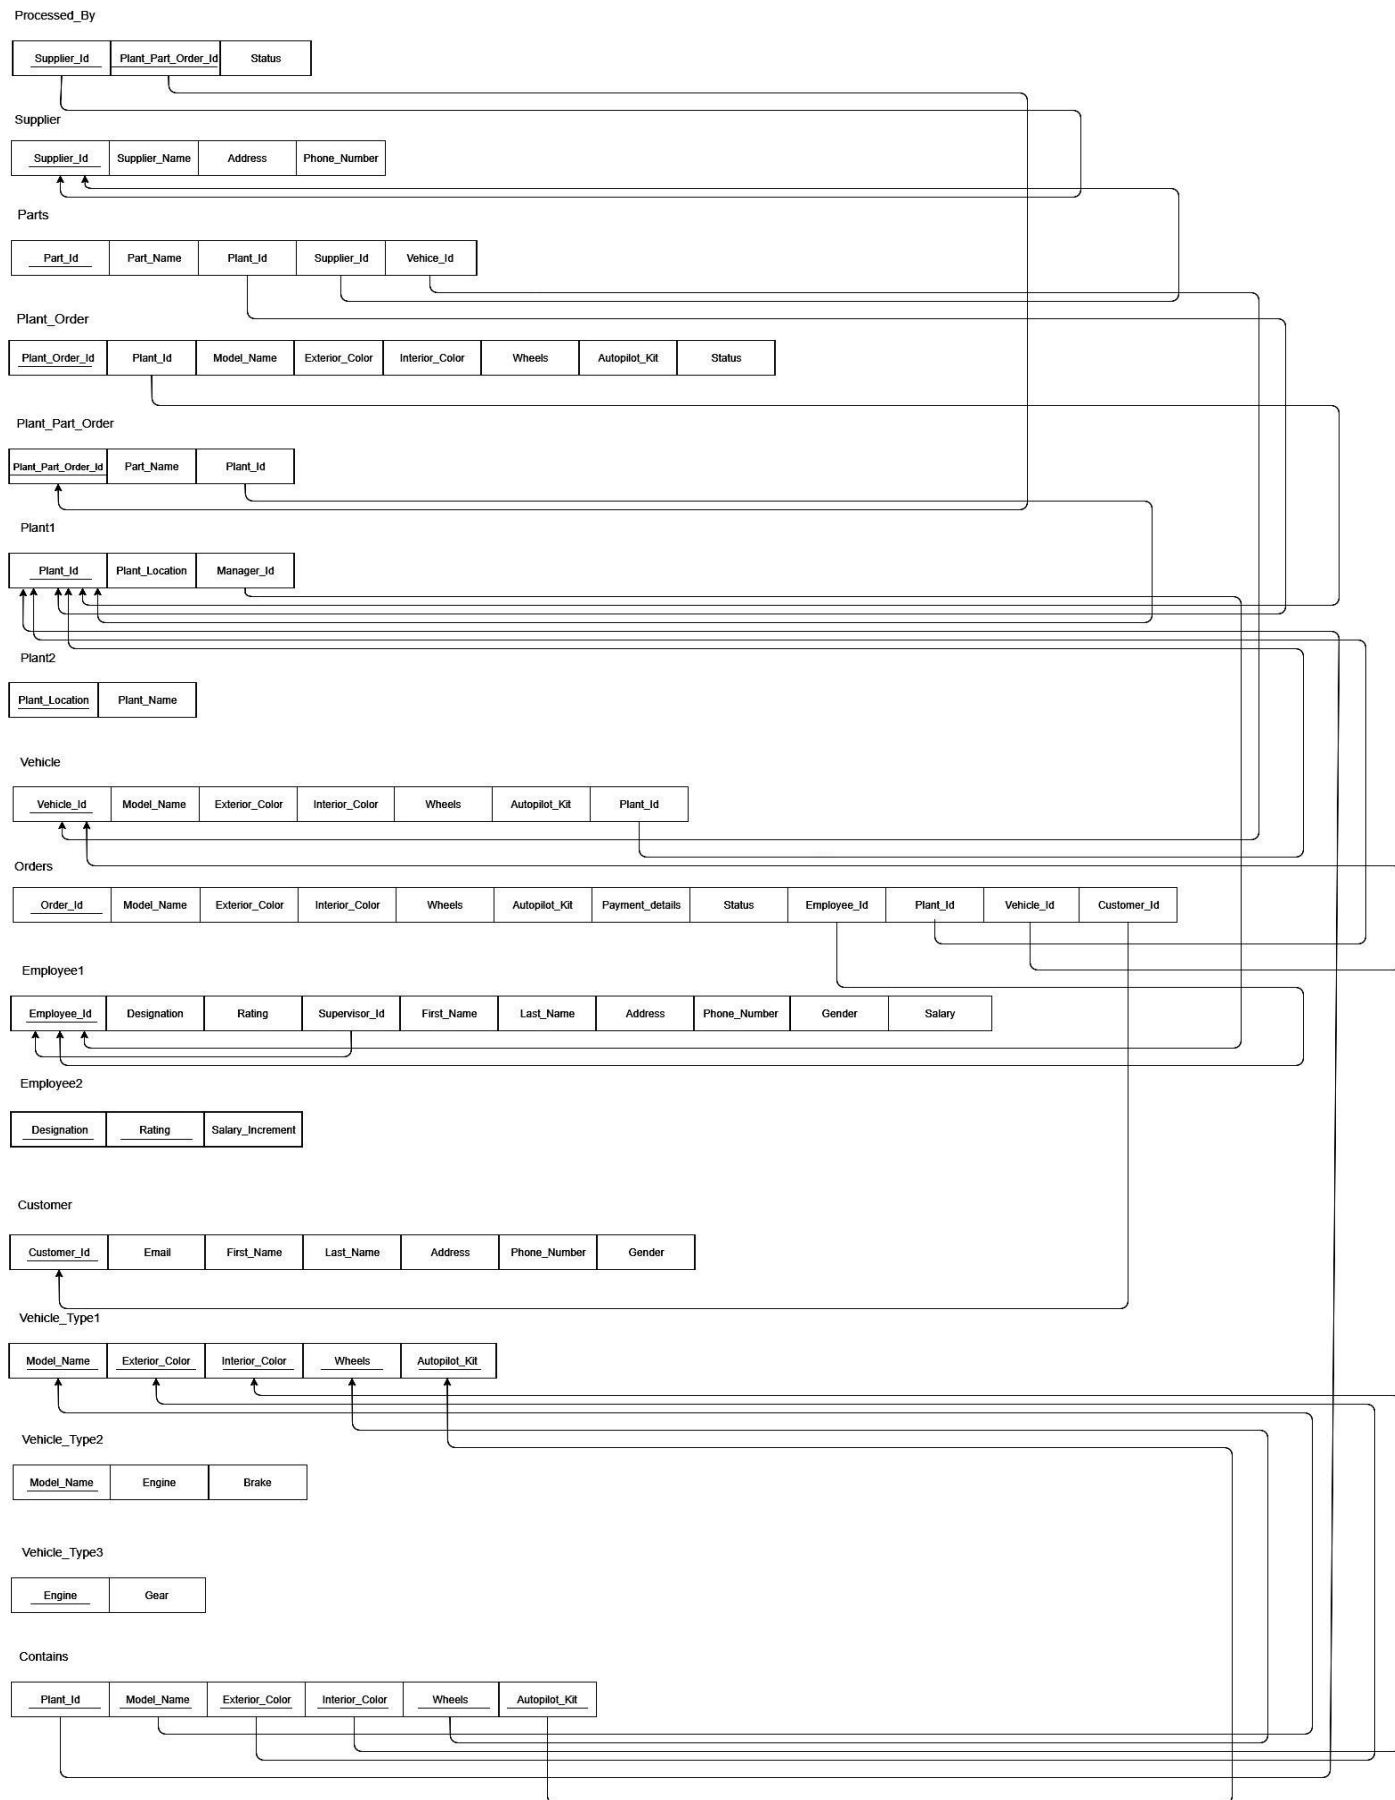 Processed_By
Supplier_Id Plant_Part_Order_Id Status
Supplier
Supplier_Id Supplier_Name Address Phone_Number
Parts
Part_Id Part_Name Plant_Id Supplier_Id Vehice_Id
Plant_Order
Plant_Order_Id Plant_Id Model_Name Exterior_Color Interior_Color Wheels Autopilot_Kit Status
Plant_Part_Order
Plant_Part_Order_Id Part_Name Plant_Id
Plant1
Plant_Id Plant_Location Manager_Id
Plant2
Plant_Location Plant_Name
Vehicle
Vehicle_Id Model_Name Exterior_Color Interior_Color Wheels Autopilot_Kit Plant_Id
Orders
Order_Id Model_Name Exterior_Color Interior_Color Wheels Autopilot_Kit Payment_details Status Employee_Id Plant_Id Vehicle_Id Customer_Id
Employee1
Employee_Id Designation Rating Supervisor_Id First_Name Last_Name Address Phone_Number Gender Salary
Employee2
Designation Rating Salary_Increment
Customer
Customer_Id Email First_Name Last_Name Address Phone_Number Gender
Vehicle_Type1
Model_Name Exterior_Color Interior_Color Wheels Autopilot_Kit
Vehicle_Type2
Model_Name Engine Brake
Vehicle_Type3
Engine Gear
Contains
Plant_Id Model_Name Exterior_Color Interior_Color Wheels Autopilot_Kit